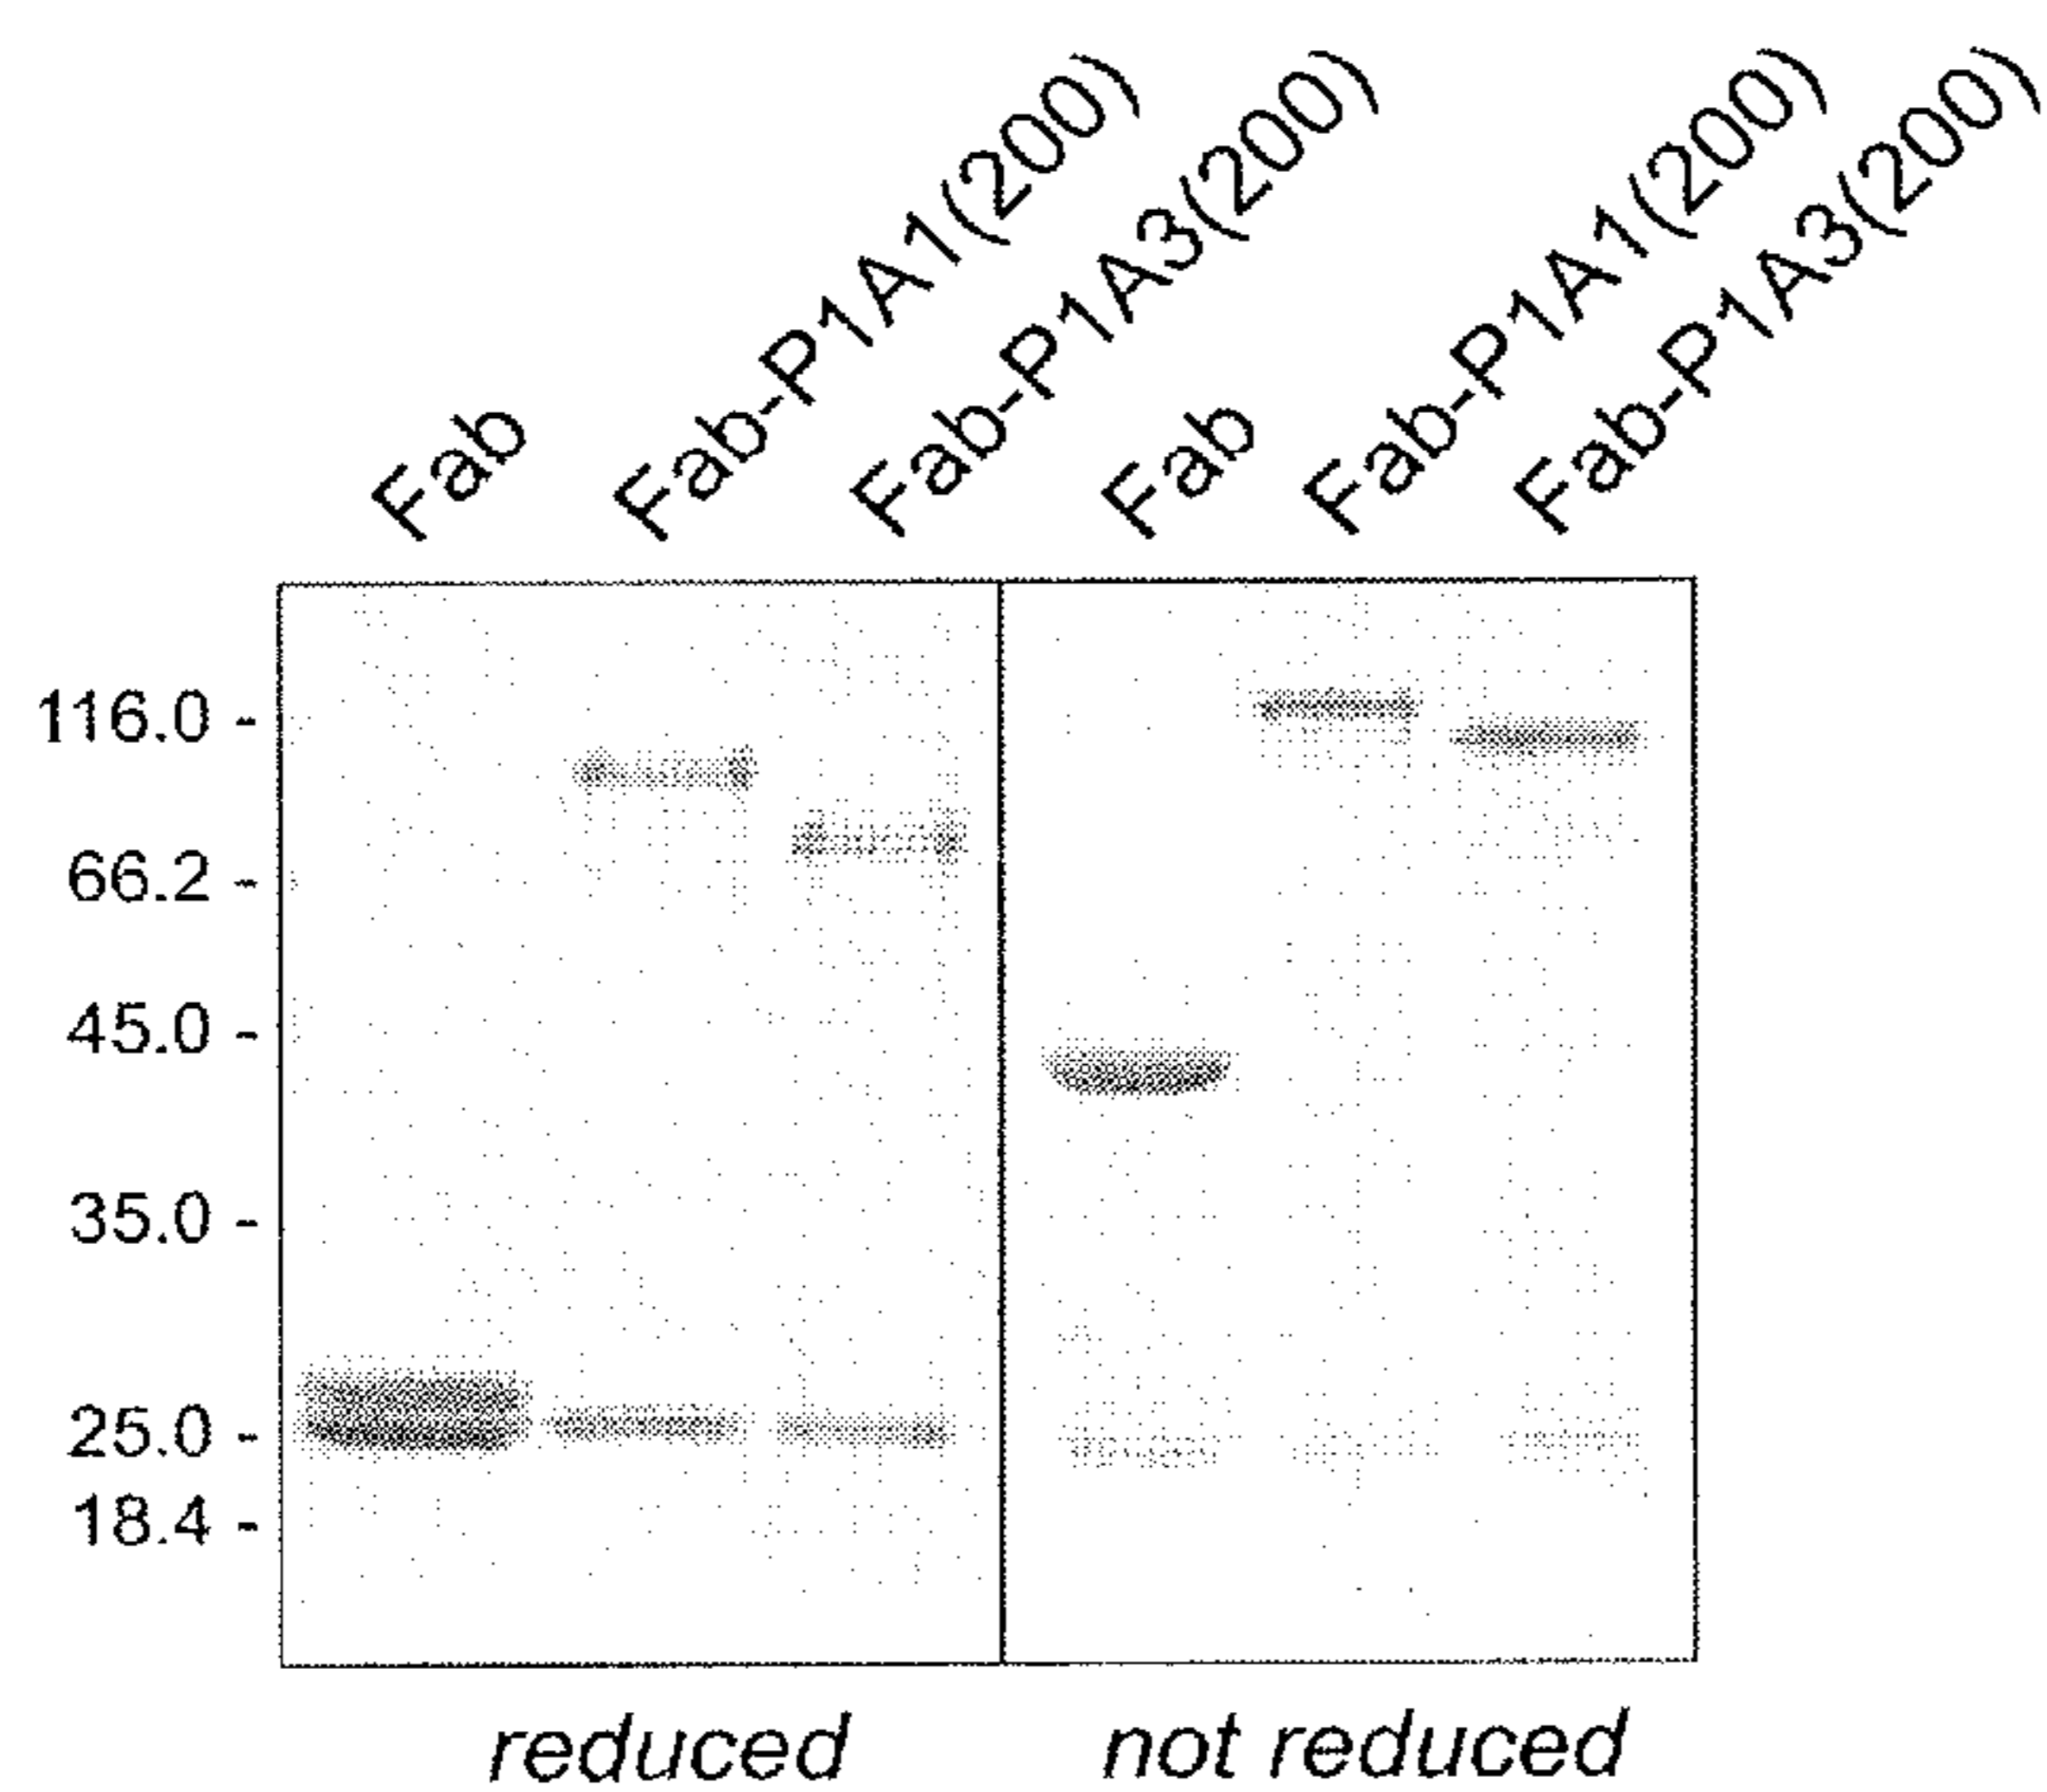 Fab
Fab-P1A1(200)
Fab-P1A3(200)
Fab
Fab-P1A1(200)
Fab-P1A3(200)
116.0 -
66.2 -
45.0 -
35.0 -
25.0 -
18.4 -
reduced
not reduced